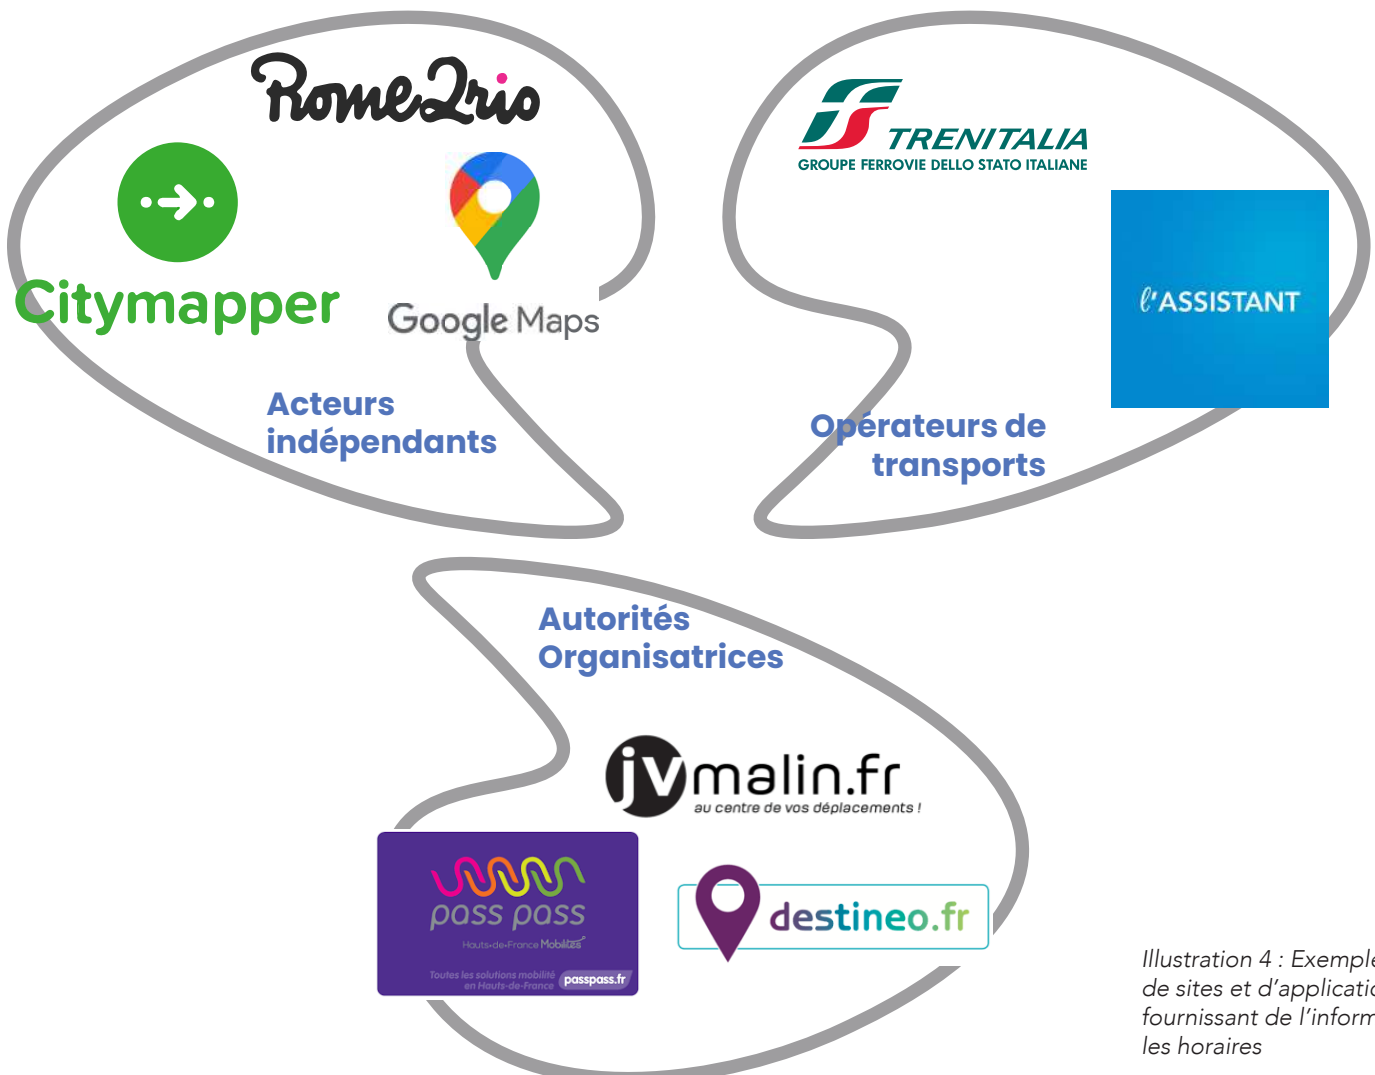 Rome2rio
Citymapper
Google Maps
Acteurs
indépendants
TRENITALIA
GROUPE FERROVIE DELLO STATO ITALIANE
l'ASSISTANT
Opérateurs de
transports
Autorités
Organisatrices
jvmalin.fr
au centre de vos déplacements !
pass pass
Hauts-de-France Mobilités
Toutes les solutions mobilité
en Hauts-de-France
passpass.fr
destineo.fr
Illustration 4 : Exemple
de sites et d'applicatio
fournissant de l'inform
les horaires